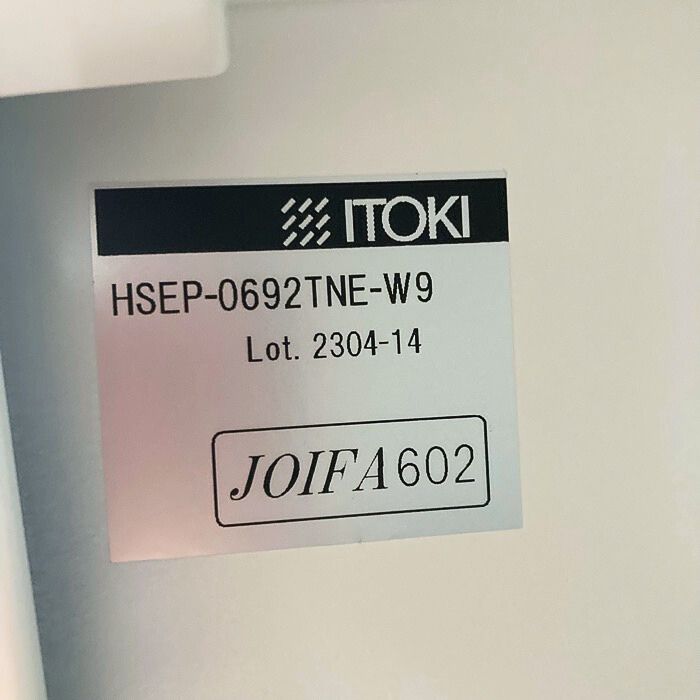 ITOKI
HSEP-0692TNE-W9
Lot. 2304-14
JOIFA602